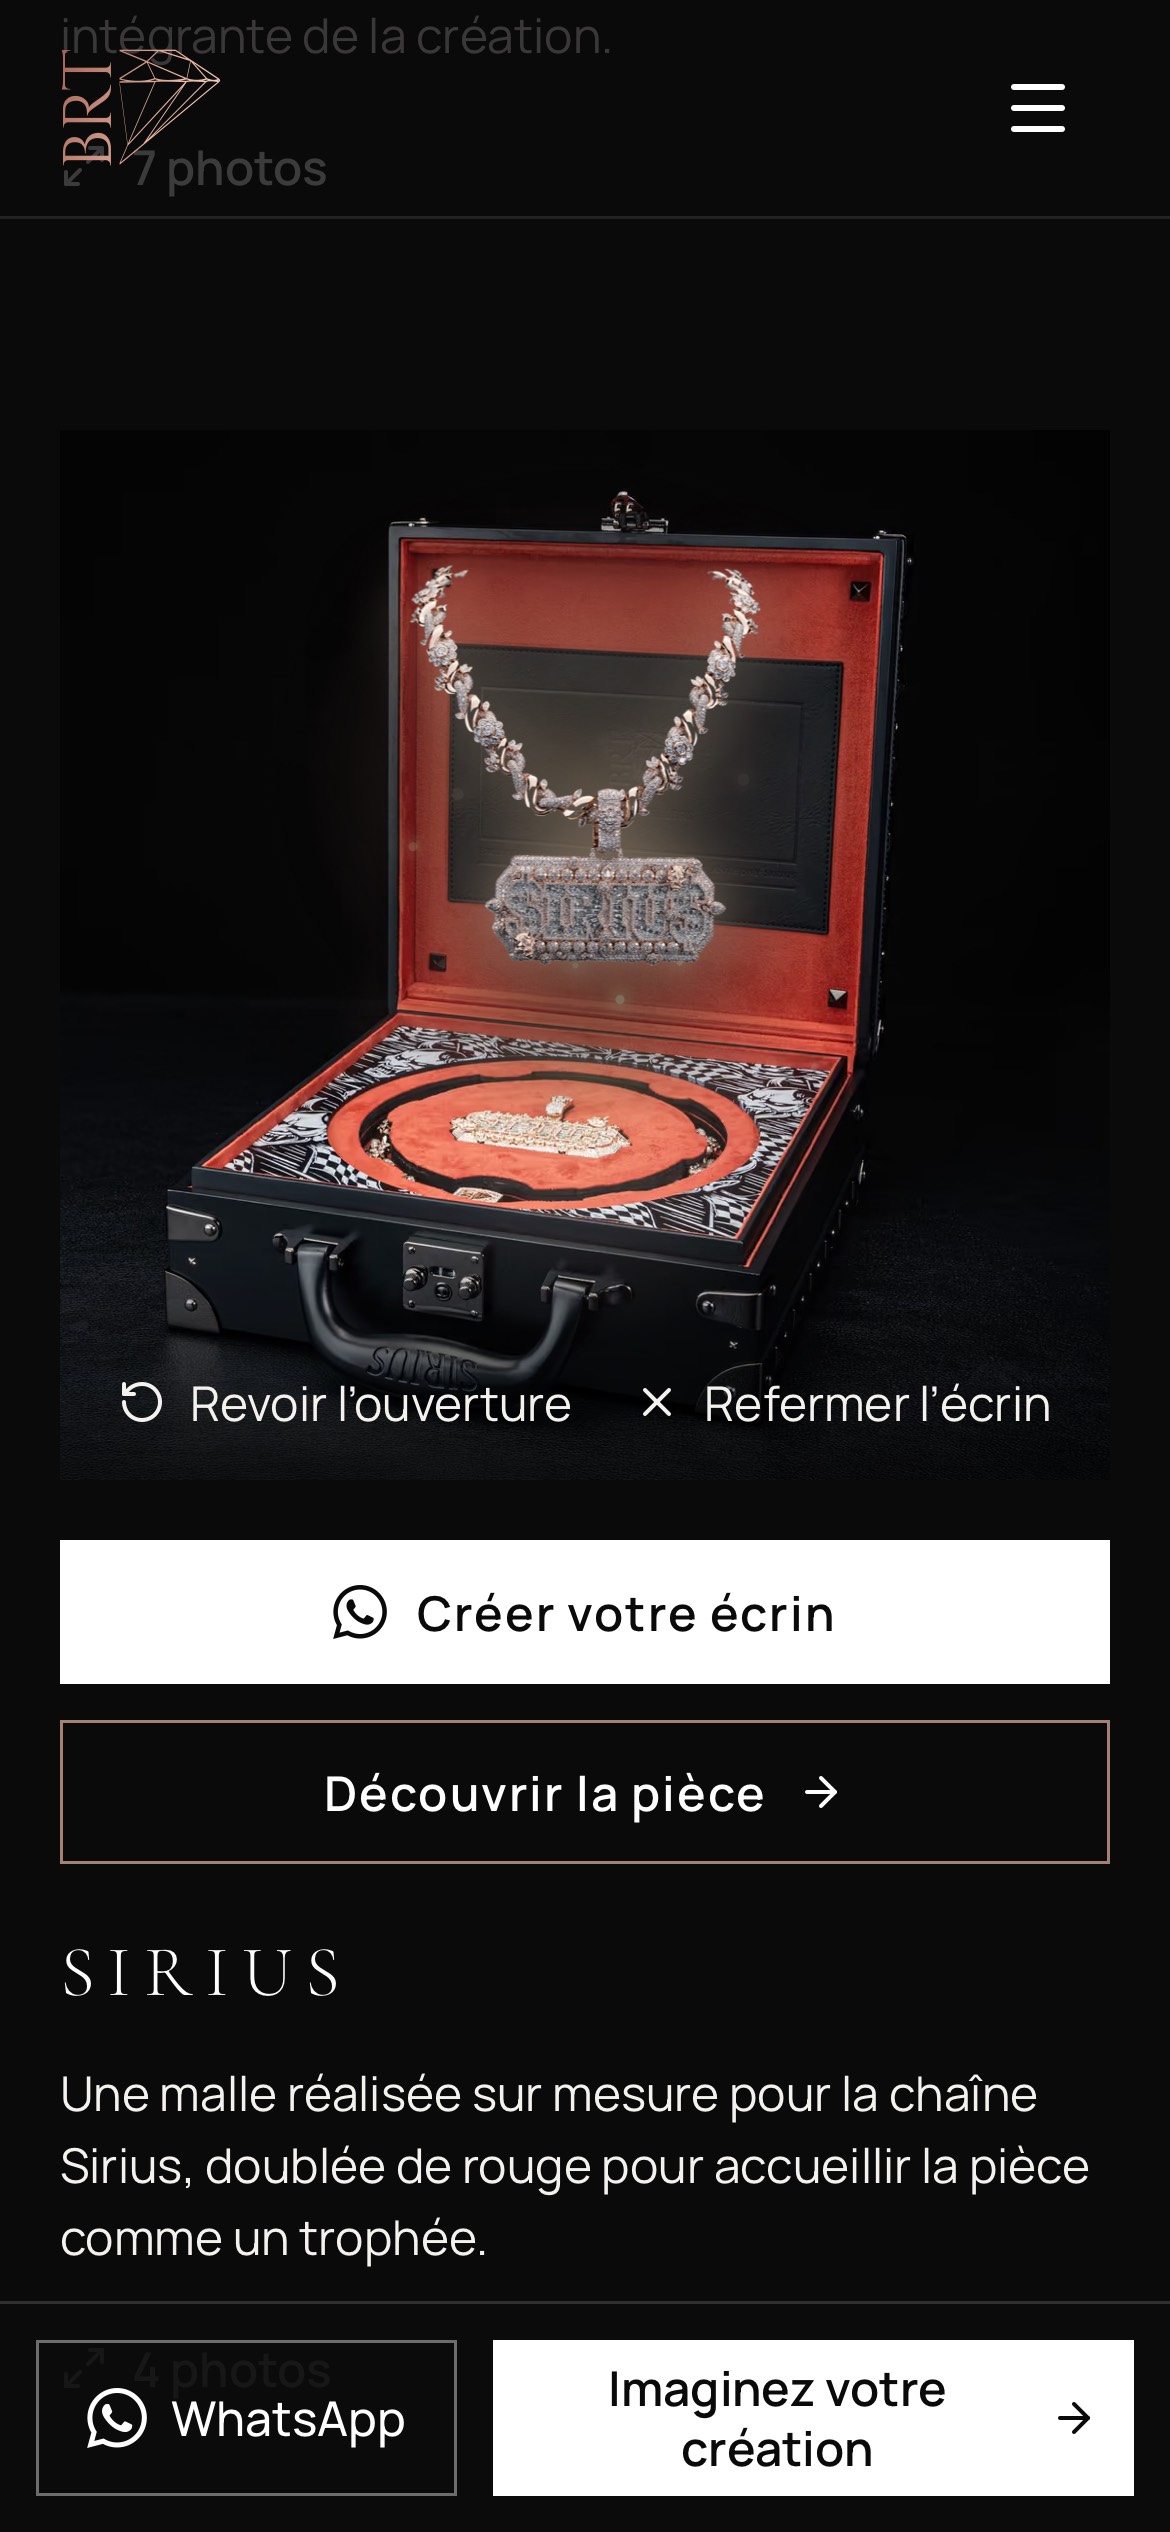 intégrante de la création.
BRT
7 photos
SIRIUS
SIRIUS
Revoir l’ouverture
Refermer l’écrin
Créer votre écrin
Découvrir la pièce
SIRIUS
Une malle réalisée sur mesure pour la chaîne
Sirius, doublée de rouge pour accueillir la pièce
comme un trophée.
4 photos
WhatsApp
Imaginez votre
création